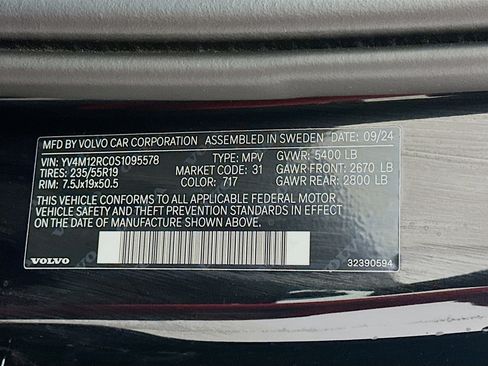 MFD BY VOLVO CAR CORPORATION ASSEMBLED IN SWEDEN DATE: 09/24
VIN: YV4M12RC0S1095578 TYPE: MPV GVWR: 5400 LB
TIRES: 235/55R19 MARKET CODE: 31 GAWR FRONT: 2670 LB
RIM: 7.5Jx19x50.5 COLOR: 717 GAWR REAR: 2800 LB
THIS VEHICLE CONFORMS TO ALL APPLICABLE FEDERAL MOTOR
VEHICLE SAFETY AND THEFT PREVENTION STANDARDS IN EFFECT ON
THE DATE OF MANUFACTURE SHOWN ABOVE.
VOLVO 32390594